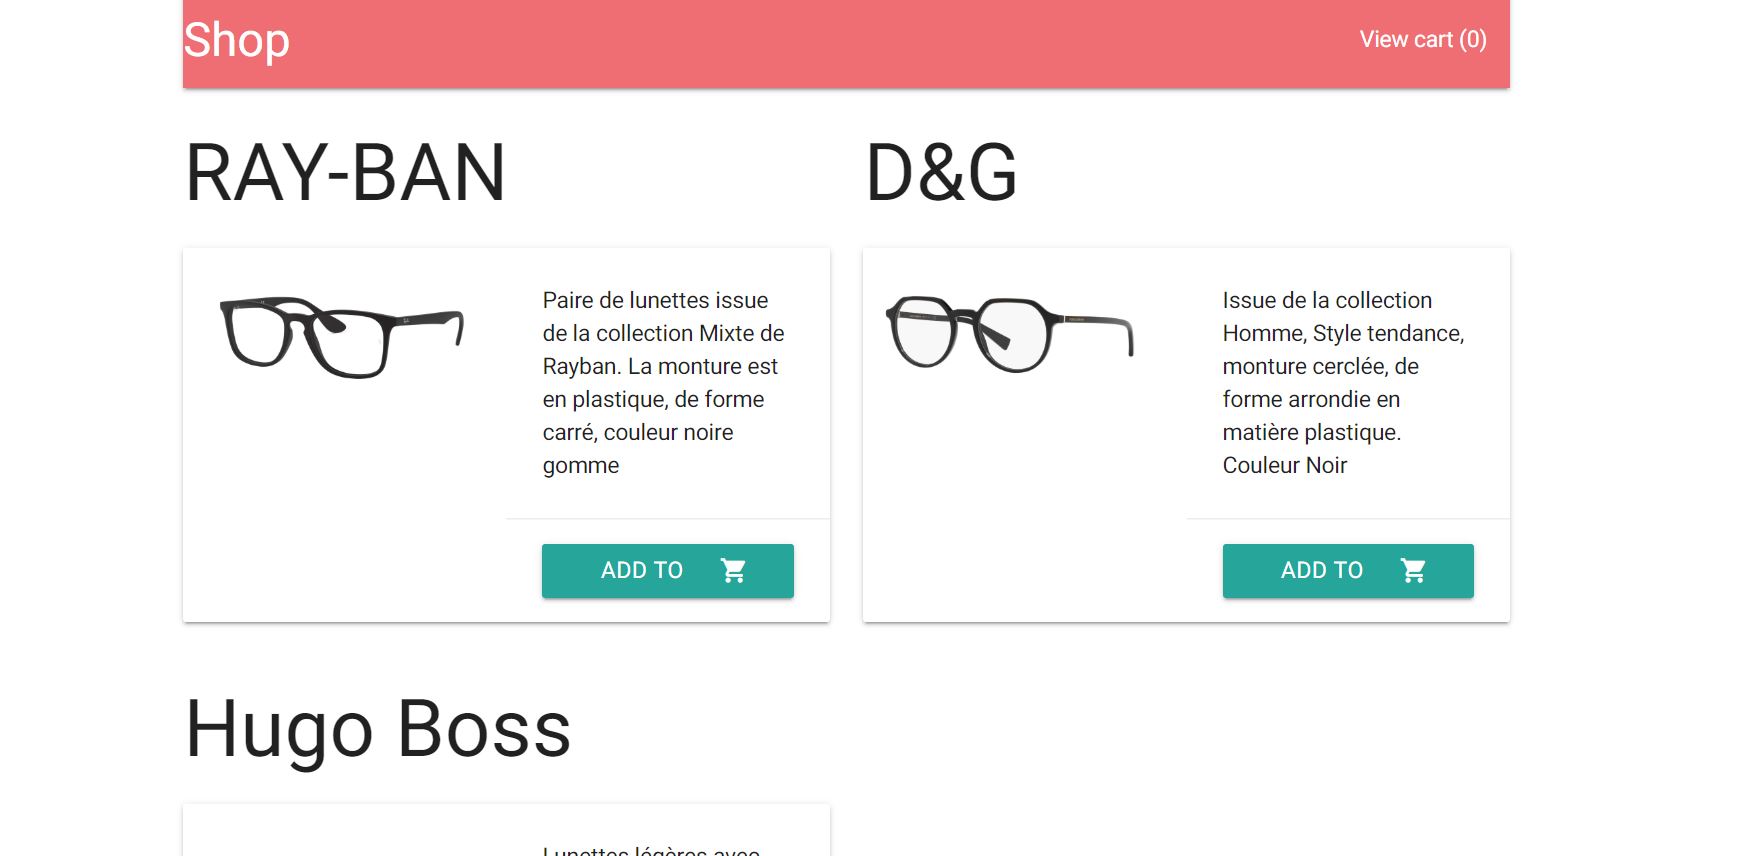 Shop
View cart (0)
RAY-BAN
Paire de lunettes issue
de la collection Mixte de
Rayban. La monture est
en plastique, de forme
carré, couleur noire
gomme
ADD TO
D&G
Issue de la collection
Homme, Style tendance,
monture cerclée, de
forme arrondie en
matière plastique.
Couleur Noir
ADD TO
Hugo Boss
Lunettes légères avec